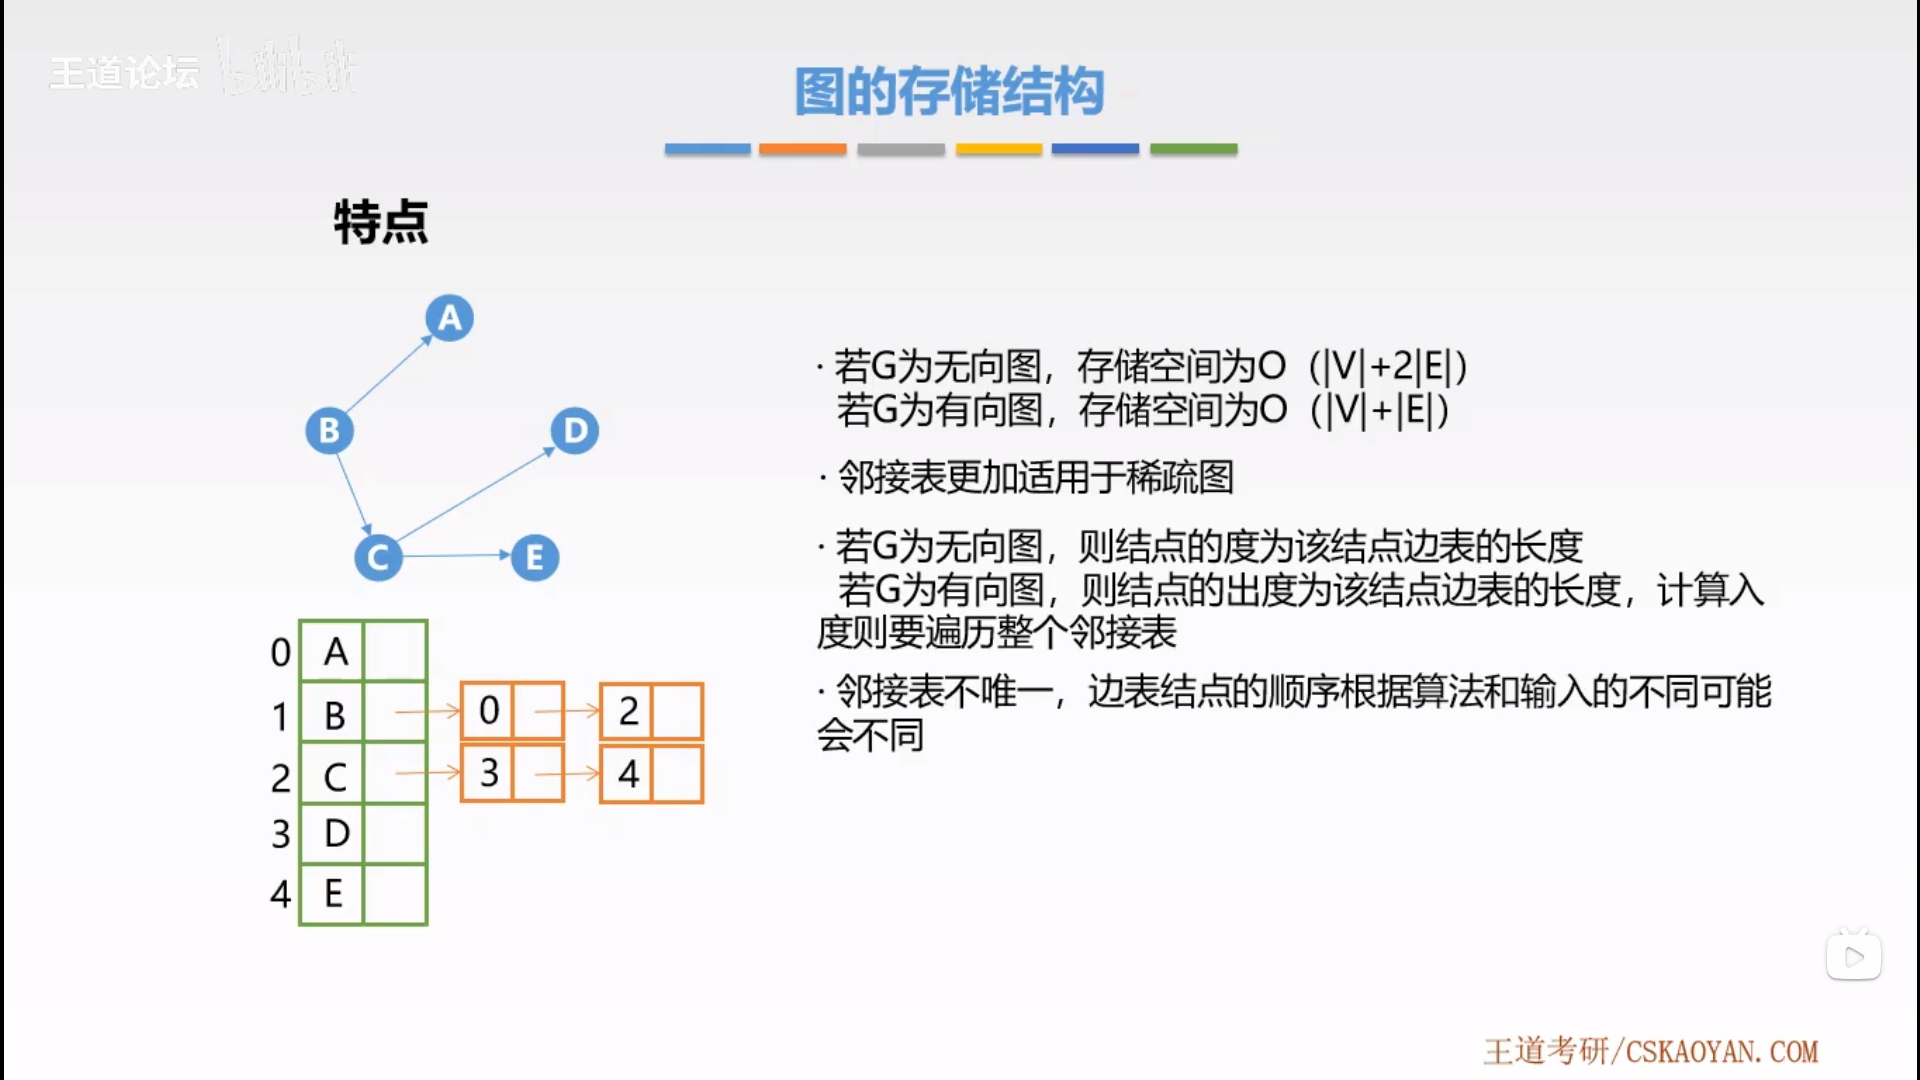 王道论坛 bilibili
图的存储结构
特点
A
B
D
C
E
· 若G为无向图，存储空间为O（|V|+2|E|）
若G为有向图，存储空间为O（|V|+|E|）
· 邻接表更加适用于稀疏图
· 若G为无向图，则结点的度为该结点边表的长度
若G为有向图，则结点的出度为该结点边表的长度，计算入
度则要遍历整个邻接表
· 邻接表不唯一，边表结点的顺序根据算法和输入的不同可能
会不同
0 A
1 B 0 2
2 C 3 4
3 D
4 E
王道考研/CSKAOYAN.COM